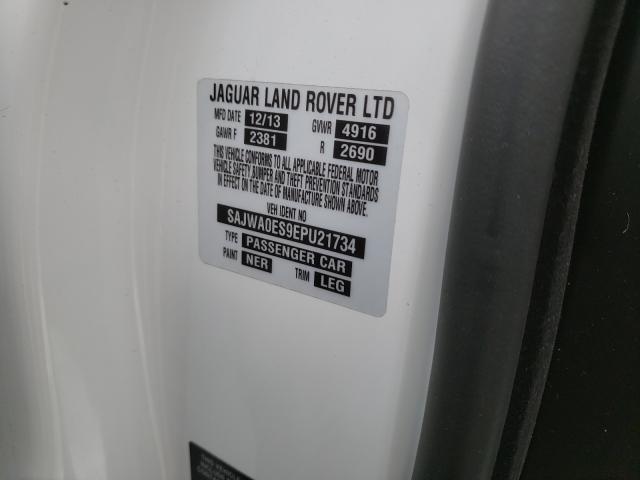 JAGUAR LAND ROVER LTD
MFD DATE 12/13 GVWR 4916
GAWR F 2381 R 2690
THIS VEHICLE CONFORMS TO ALL APPLICABLE FEDERAL MOTOR
VEHICLE SAFETY BUMPER AND THEFT PREVENTION STANDARDS
IN EFFECT ON THE DATE OF MANUFACTURE SHOWN ABOVE.
VEH IDENT NO
SAJWA0ES9EPU21734
TYPE PASSENGER CAR
PAINT NER TRIM LEG
THIS VEHICLE